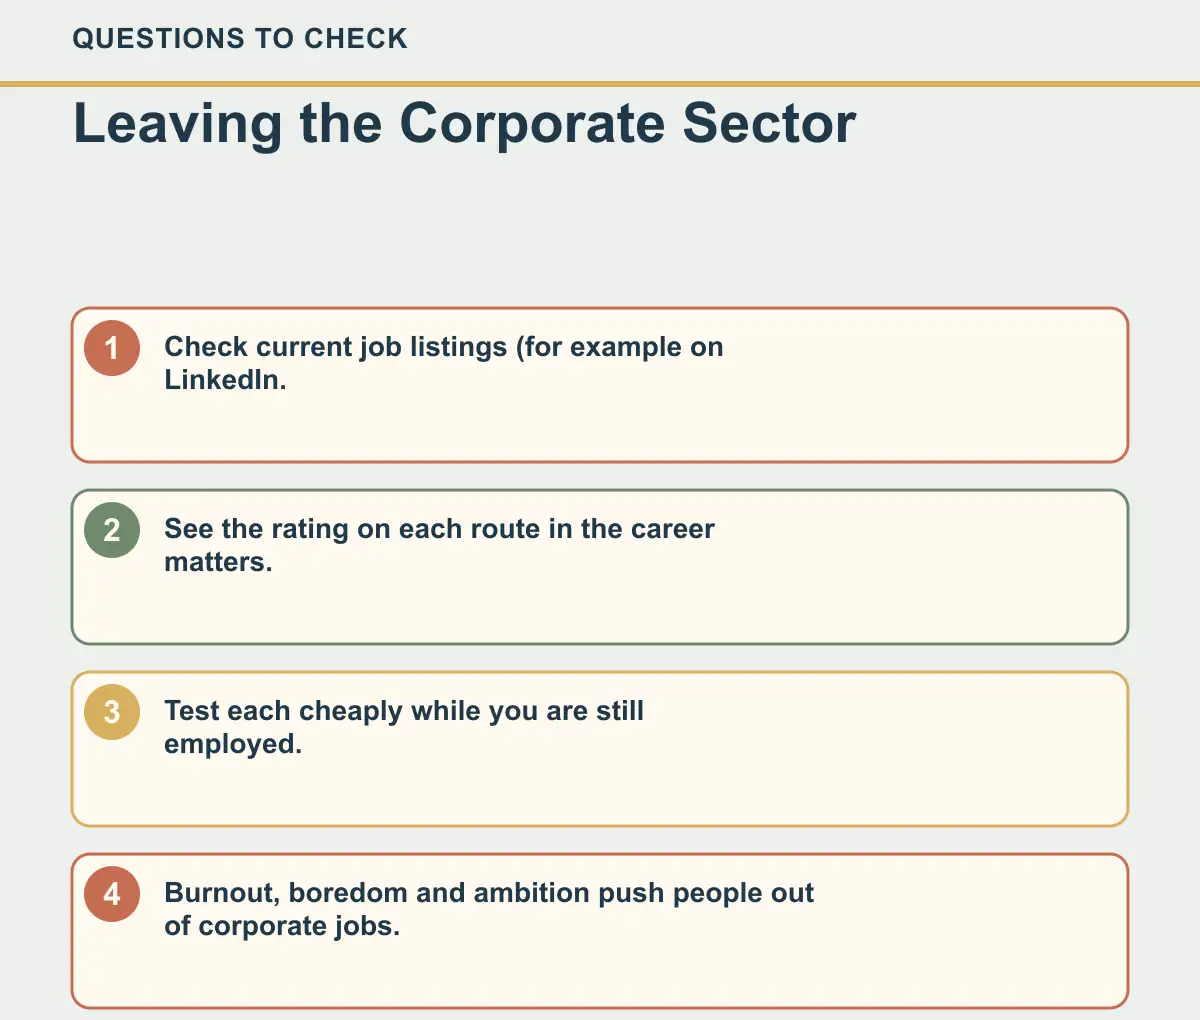 QUESTIONS TO CHECK
Leaving the Corporate Sector
1
Check current job listings (for example on
LinkedIn.
2
See the rating on each route in the career
matters.
3
Test each cheaply while you are still
employed.
4
Burnout, boredom and ambition push people out
of corporate jobs.